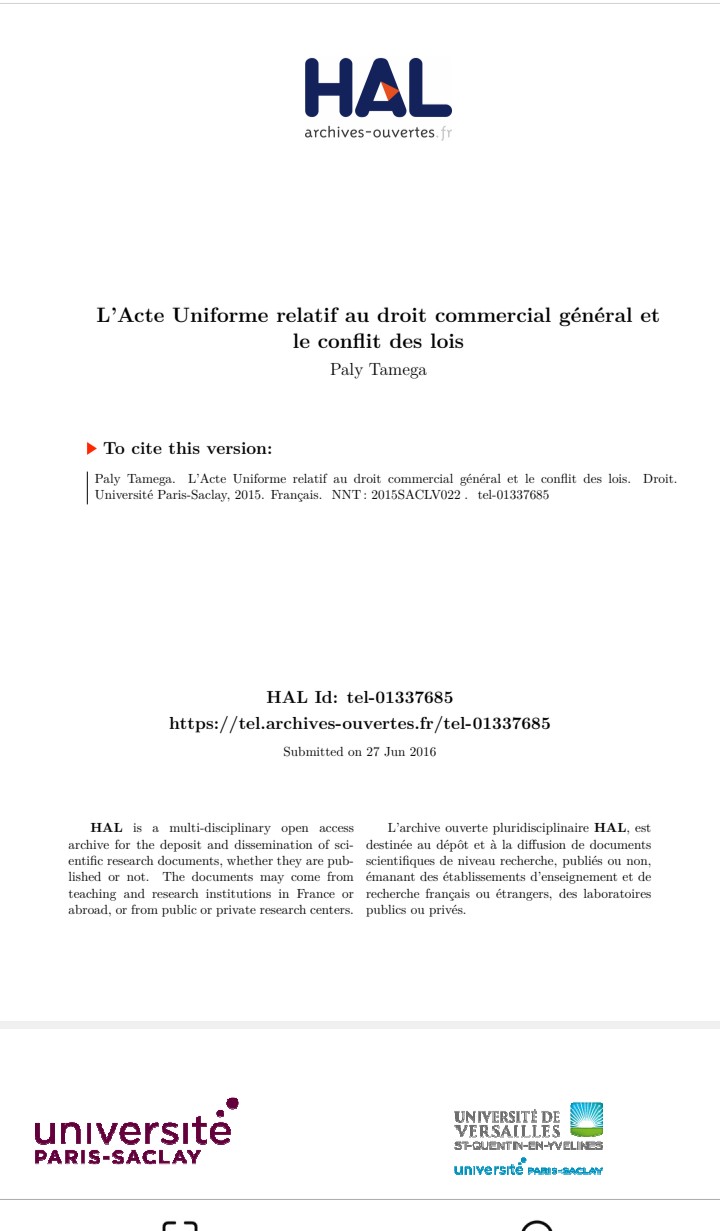 HAL
archives-ouvertes.fr
L'Acte Uniforme relatif au droit commercial général et
le conflit des lois
Paly Tamega
To cite this version:
Paly Tamega. L'Acte Uniforme relatif au droit commercial général et le conflit des lois. Droit.
Université Paris-Saclay, 2015. Français. NNT : 2015SACLV022 . tel-01337685
HAL Id: tel-01337685
https://tel.archives-ouvertes.fr/tel-01337685
Submitted on 27 Jun 2016
HAL is a multi-disciplinary open access
archive for the deposit and dissemination of sci-
entific research documents, whether they are pub-
lished or not. The documents may come from
teaching and research institutions in France or
abroad, or from public or private research centers.
L'archive ouverte pluridisciplinaire HAL, est
destinée au dépôt et à la diffusion de documents
scientifiques de niveau recherche, publiés ou non,
émanant des établissements d'enseignement et de
recherche français ou étrangers, des laboratoires
publics ou privés.
université
PARIS-SACLAY
UNIVERSITÉ DE
VERSAILLES
ST-QUENTIN-EN-YVELINES
université PARIS-SACLAY